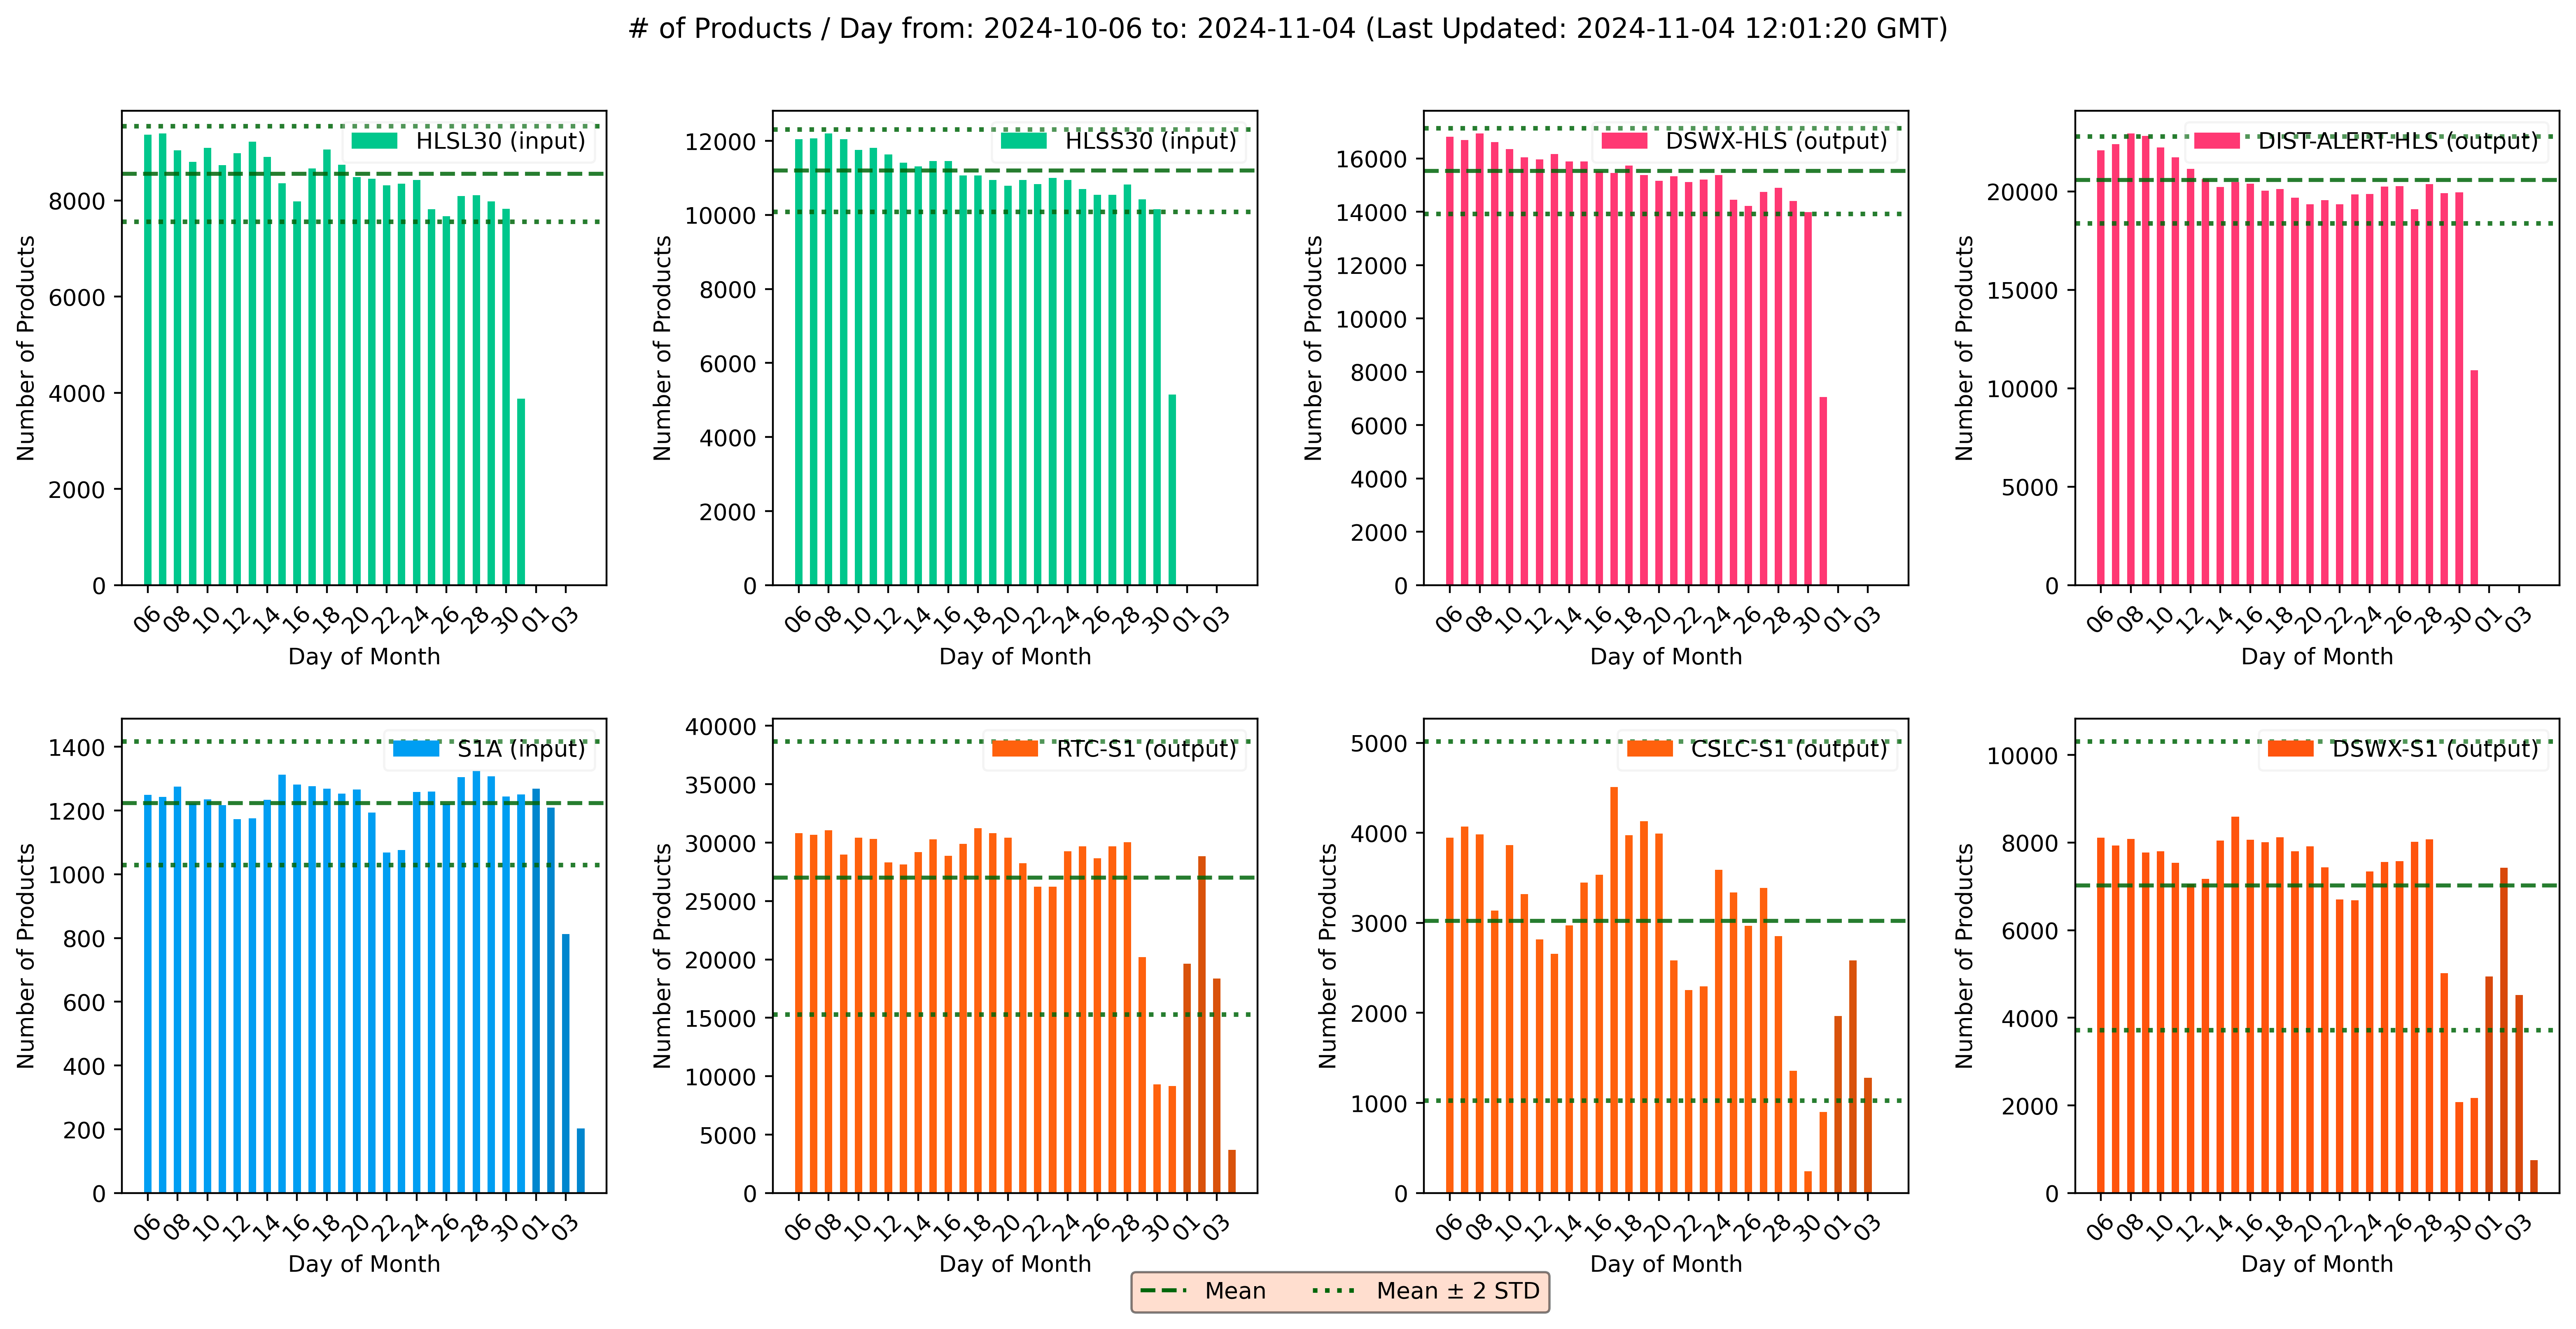 # of Products / Day from: 2024-10-06 to: 2024-11-04 (Last Updated: 2024-11-04 12:01:20 GMT)
HLSL30 (input)
Number of Products
8000
6000
4000
2000
0
06 08 10 12 14 16 18 20 22 24 26 28 30 01 03
Day of Month
HLSS30 (input)
Number of Products
12000
10000
8000
6000
4000
2000
0
06 08 10 12 14 16 18 20 22 24 26 28 30 01 03
Day of Month
DSWX-HLS (output)
Number of Products
16000
14000
12000
10000
8000
6000
4000
2000
0
06 08 10 12 14 16 18 20 22 24 26 28 30 01 03
Day of Month
DIST-ALERT-HLS (output)
Number of Products
20000
15000
10000
5000
0
06 08 10 12 14 16 18 20 22 24 26 28 30 01 03
Day of Month
S1A (input)
Number of Products
1400
1200
1000
800
600
400
200
0
06 08 10 12 14 16 18 20 22 24 26 28 30 01 03
Day of Month
RTC-S1 (output)
Number of Products
40000
35000
30000
25000
20000
15000
10000
5000
0
06 08 10 12 14 16 18 20 22 24 26 28 30 01 03
Day of Month
CSLC-S1 (output)
Number of Products
5000
4000
3000
2000
1000
0
06 08 10 12 14 16 18 20 22 24 26 28 30 01 03
Day of Month
DSWX-S1 (output)
Number of Products
10000
8000
6000
4000
2000
0
06 08 10 12 14 16 18 20 22 24 26 28 30 01 03
Day of Month
Mean
Mean ± 2 STD